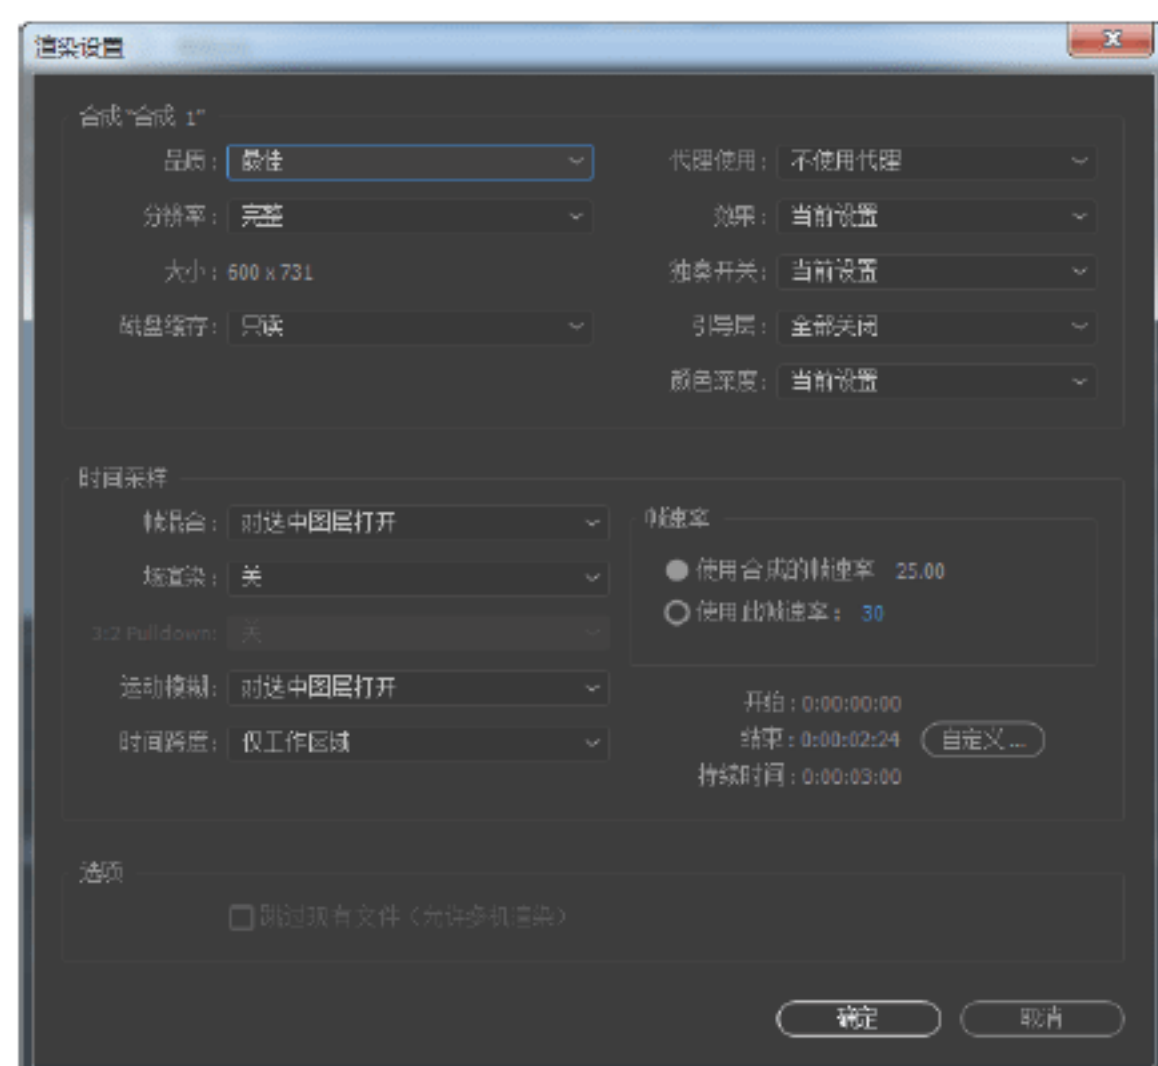 渲染设置
合成"合成 1"
品质： 最佳
代理使用： 不使用代理
分辨率： 完整
效果： 当前设置
大小：600 x 731
独奏开关： 当前设置
磁盘缓存： 只读
引导层： 全部关闭
颜色深度： 当前设置
时间采样
帧混合： 对选中图层打开
场渲染： 关
3:2 Pulldown: 关
运动模糊： 对选中图层打开
时间跨度： 仅工作区域
帧速率
使用合成的帧速率 25.00
使用此帧速率： 30
开始：0:00:00:00
结束：0:00:02:24 自定义...
持续时间：0:00:03:00
选项
跳过现有文件（允许多机渲染）
确定 取消